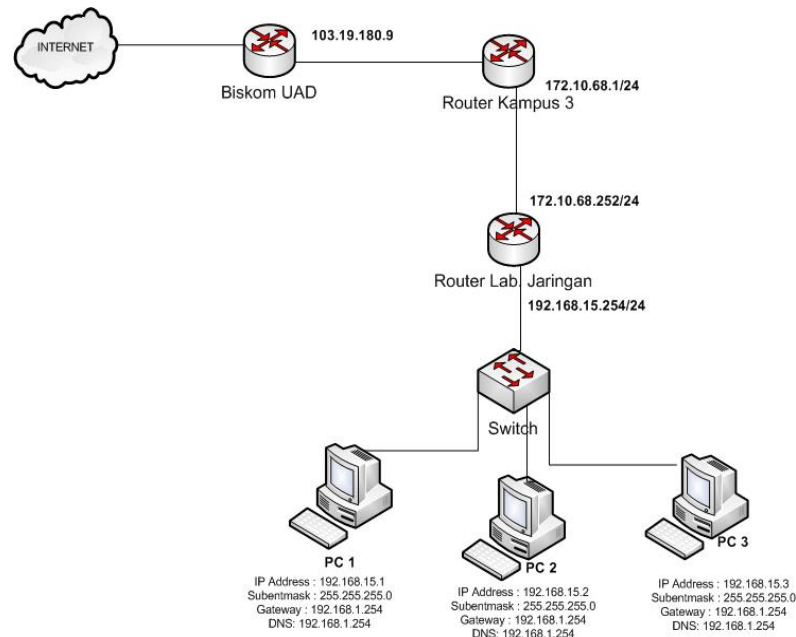 INTERNET
103.19.180.9
Biskom UAD
Router Kampus 3
172.10.68.1/24
172.10.68.252/24
Router Lab. Jaringan
192.168.15.254/24
Switch
PC 1
IP Address : 192.168.15.1
Subentmask : 255.255.255.0
Gateway : 192.168.1.254
DNS: 192.168.1.254
PC 2
IP Address : 192.168.15.2
Subentmask : 255.255.255.0
Gateway : 192.168.1.254
DNS: 192.168.1.254
PC 3
IP Address : 192.168.15.3
Subentmask : 255.255.255.0
Gateway : 192.168.1.254
DNS: 192.168.1.254